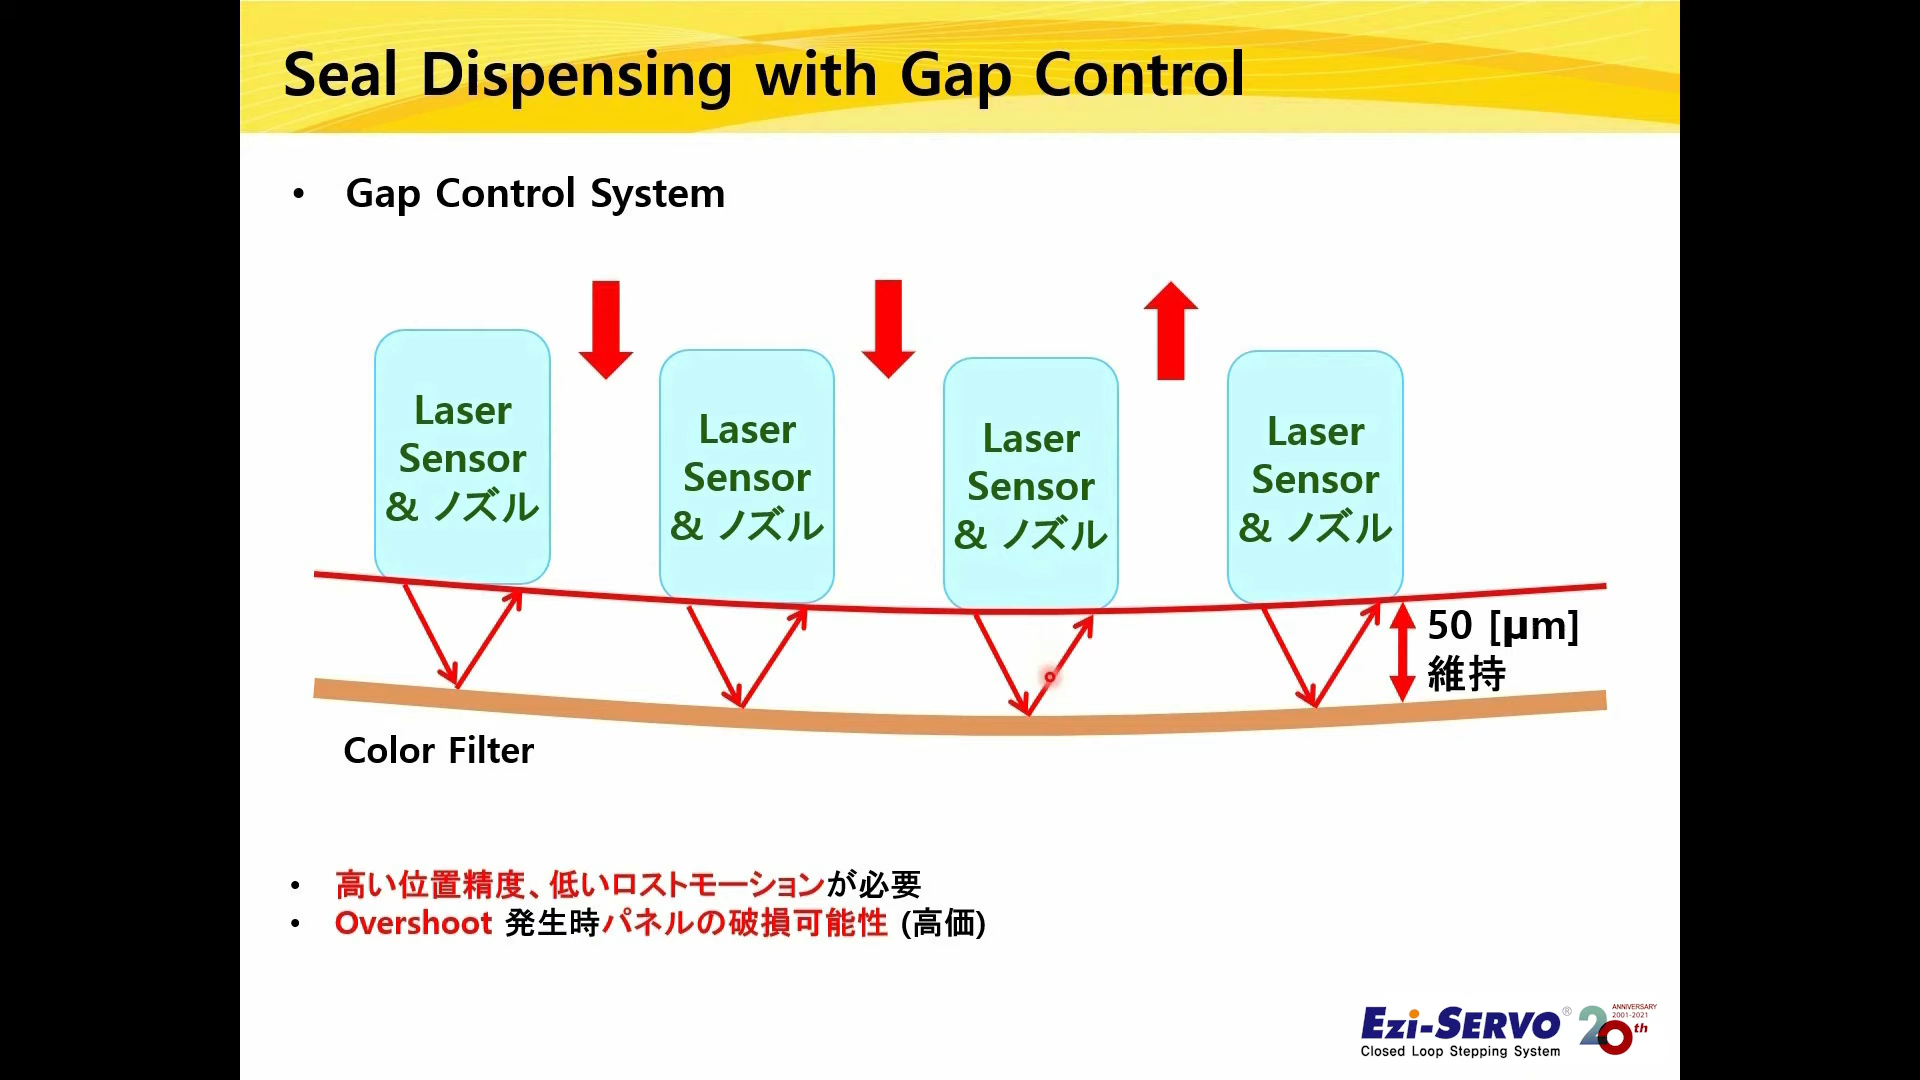 Seal Dispensing with Gap Control
• Gap Control System
Laser
Sensor
& ノズル
Laser
Sensor
& ノズル
Laser
Sensor
& ノズル
Laser
Sensor
& ノズル
50 [μm]
維持
Color Filter
• 高い位置精度、低いロストモーションが必要
• Overshoot 発生時パネルの破損可能性 (高価)
Ezi-SERVO®
Closed Loop Stepping System
ANNIVERSARY
2001-2021
20th